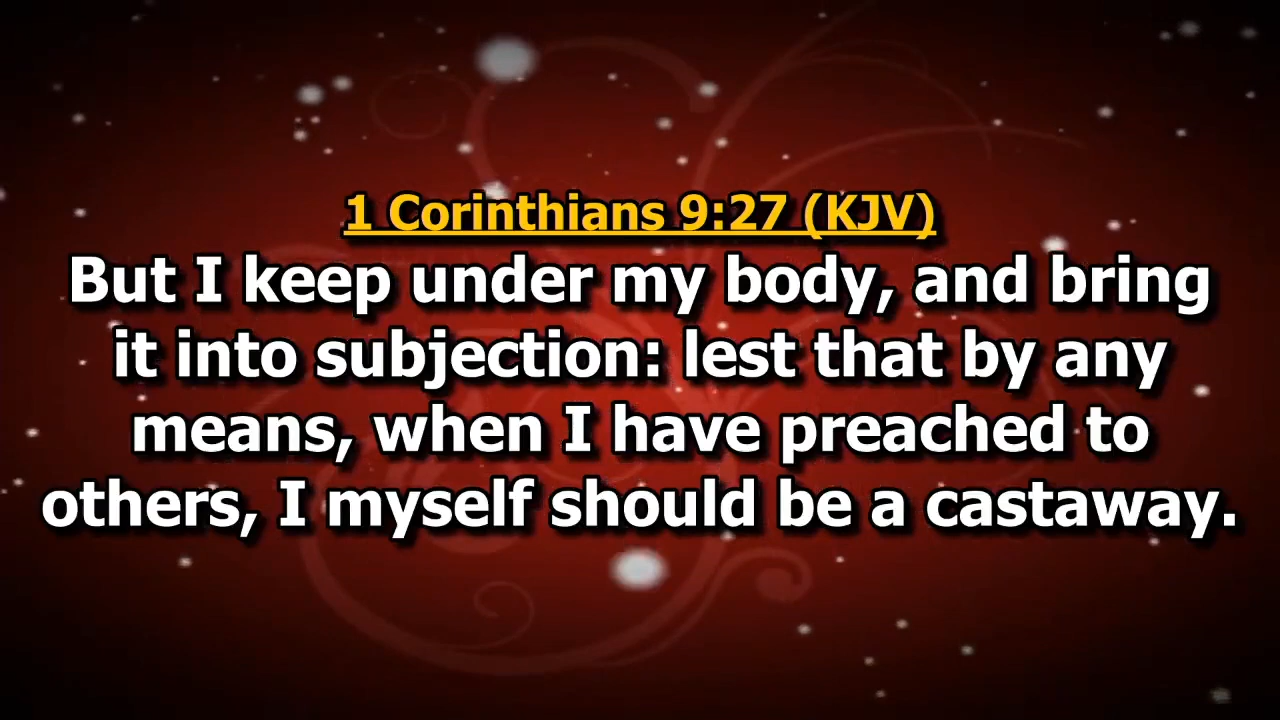 1 Corinthians 9:27 (KJV)
But I keep under my body, and bring
it into subjection: lest that by any
means, when I have preached to
others, I myself should be a castaway.